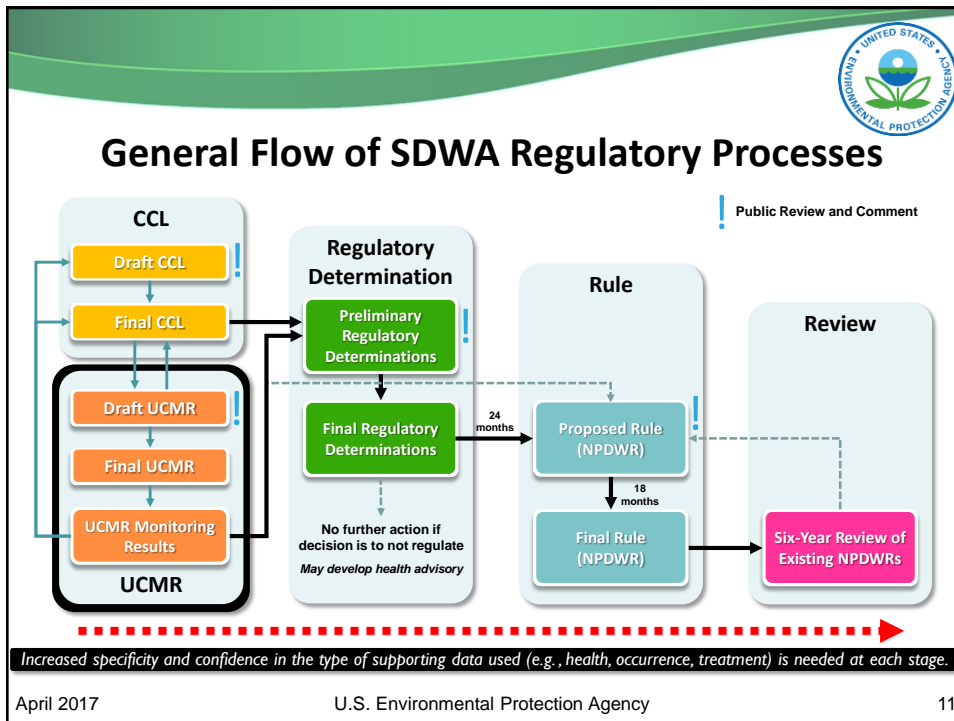 UNITED STATES
ENVIRONMENTAL PROTECTION AGENCY
General Flow of SDWA Regulatory Processes
! Public Review and Comment
CCL
Draft CCL
!
Final CCL
Draft UCMR
!
Final UCMR
UCMR Monitoring
Results
UCMR
Regulatory
Determination
Preliminary
Regulatory
Determinations
!
Final Regulatory
Determinations
No further action if
decision is to not regulate
May develop health advisory
24
months
Rule
!
Proposed Rule
(NPDWR)
18
months
Final Rule
(NPDWR)
Review
Six-Year Review of
Existing NPDWRs
Increased specificity and confidence in the type of supporting data used (e.g., health, occurrence, treatment) is needed at each stage.
April 2017
U.S. Environmental Protection Agency
11